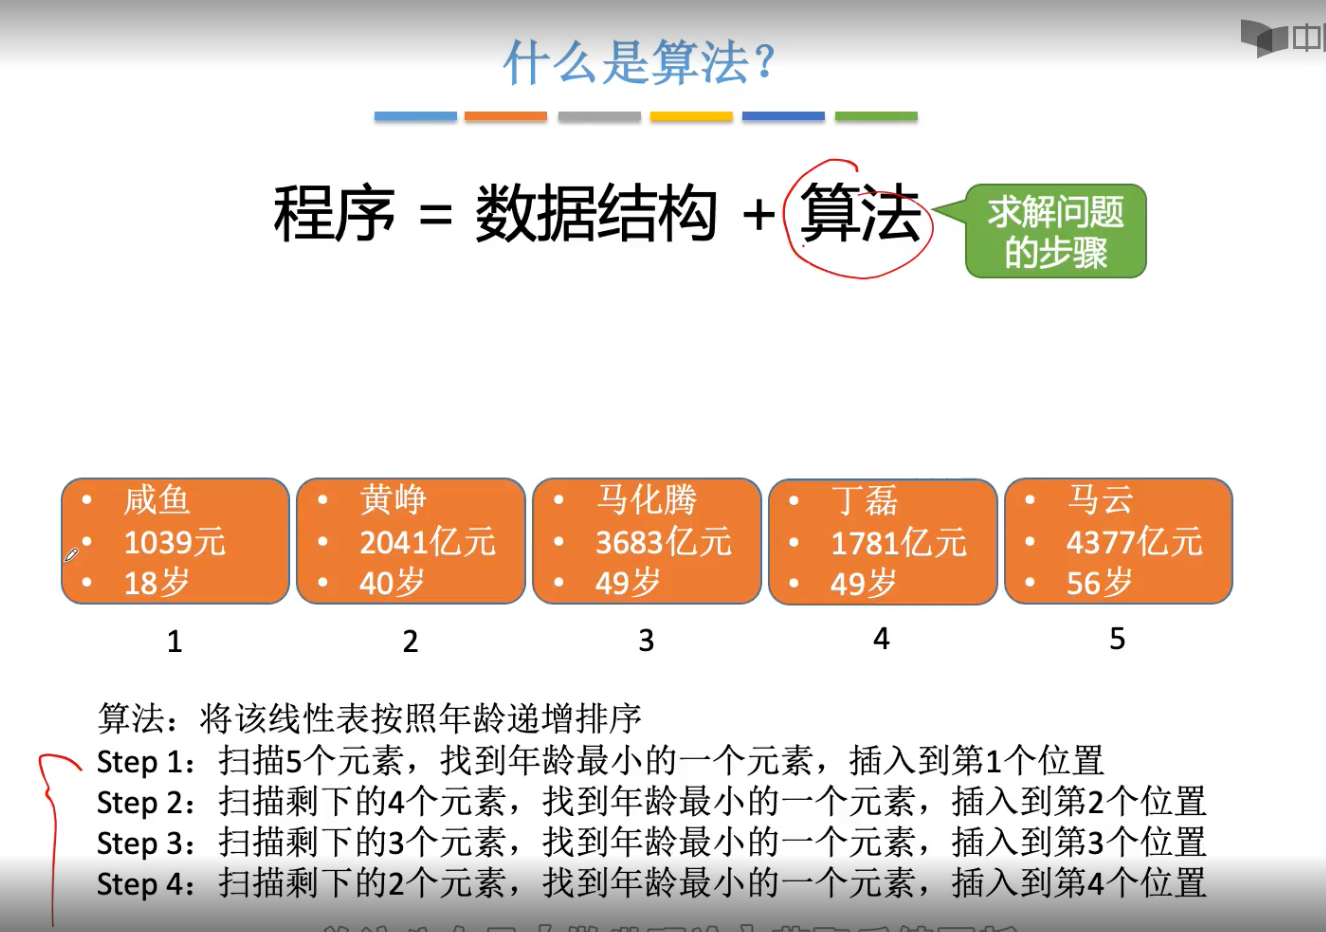 什么是算法？
程序 = 数据结构 + 算法
求解问题
的步骤
• 咸鱼
• 1039元
• 18岁
• 黄峥
• 2041亿元
• 40岁
• 马化腾
• 3683亿元
• 49岁
• 丁磊
• 1781亿元
• 49岁
• 马云
• 4377亿元
• 56岁
1 2 3 4 5
算法：将该线性表按照年龄递增排序
Step 1：扫描5个元素，找到年龄最小的一个元素，插入到第1个位置
Step 2：扫描剩下的4个元素，找到年龄最小的一个元素，插入到第2个位置
Step 3：扫描剩下的3个元素，找到年龄最小的一个元素，插入到第3个位置
Step 4：扫描剩下的2个元素，找到年龄最小的一个元素，插入到第4个位置